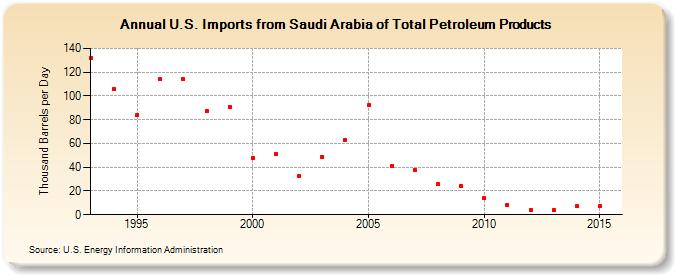 Annual U.S. Imports from Saudi Arabia of Total Petroleum Products
Thousand Barrels per Day
140
120
100
80
60
40
20
0
1995 2000 2005 2010 2015
Source: U.S. Energy Information Administration